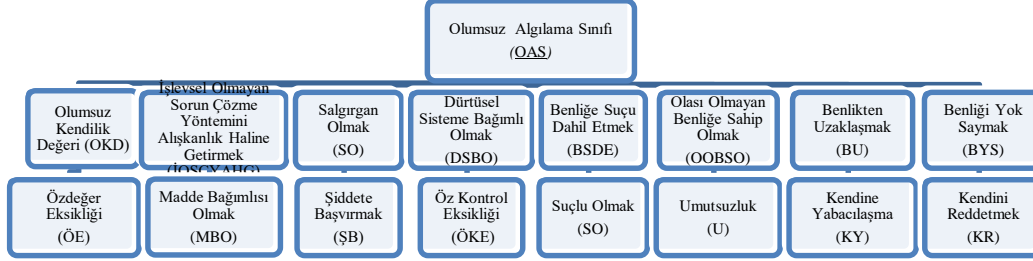 Olumsuz Algılama Sınıfı
(OAS)
Olumsuz
Kendilik
Değeri (OKD)
İşlevsel Olmayan
Sorun Çözme
Yöntemini
Alışkanlık Haline
Getirmek
(İOSÇYAHG)
Salgırgan
Olmak
(SO)
Dürtüsel
Sisteme Bağımlı
Olmak
(DSBO)
Benliğe Suçu
Dahil Etmek
(BSDE)
Olası Olmayan
Benliğe Sahip
Olmak
(OOBSO)
Benlikten
Uzaklaşmak
(BU)
Benliği Yok
Saymak
(BYS)
Özdeğer
Eksikliği
(ÖE)
Madde Bağımlısı
Olmak
(MBO)
Şiddete
Başvırmak
(ŞB)
Öz Kontrol
Eksikliği
(ÖKE)
Suçlu Olmak
(SO)
Umutsuzluk
(U)
Kendine
Yabacılaşma
(KY)
Kendini
Reddetmek
(KR)